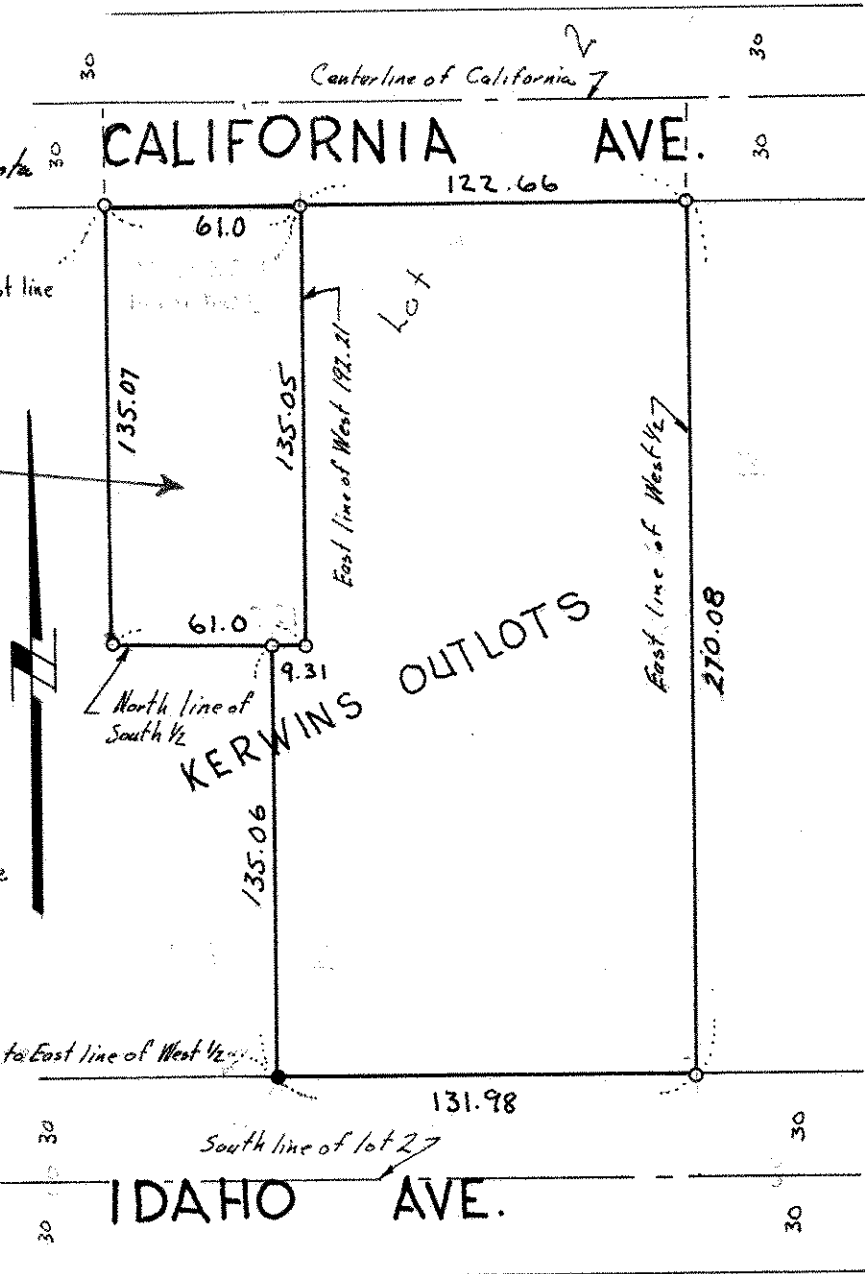 2
30
30
Centerline of California
30
CALIFORNIA AVE.
30
122.66
61.0
t line
Lot
135.07
135.05
East line of West 192.21
East line of West 1/2
270.08
61.0
9.31
North line of
South 1/2
KERWINS OUTLOTS
135.06
to East line of West 1/2
131.98
30
South line of lot 2
30
IDAHO AVE.
30
30